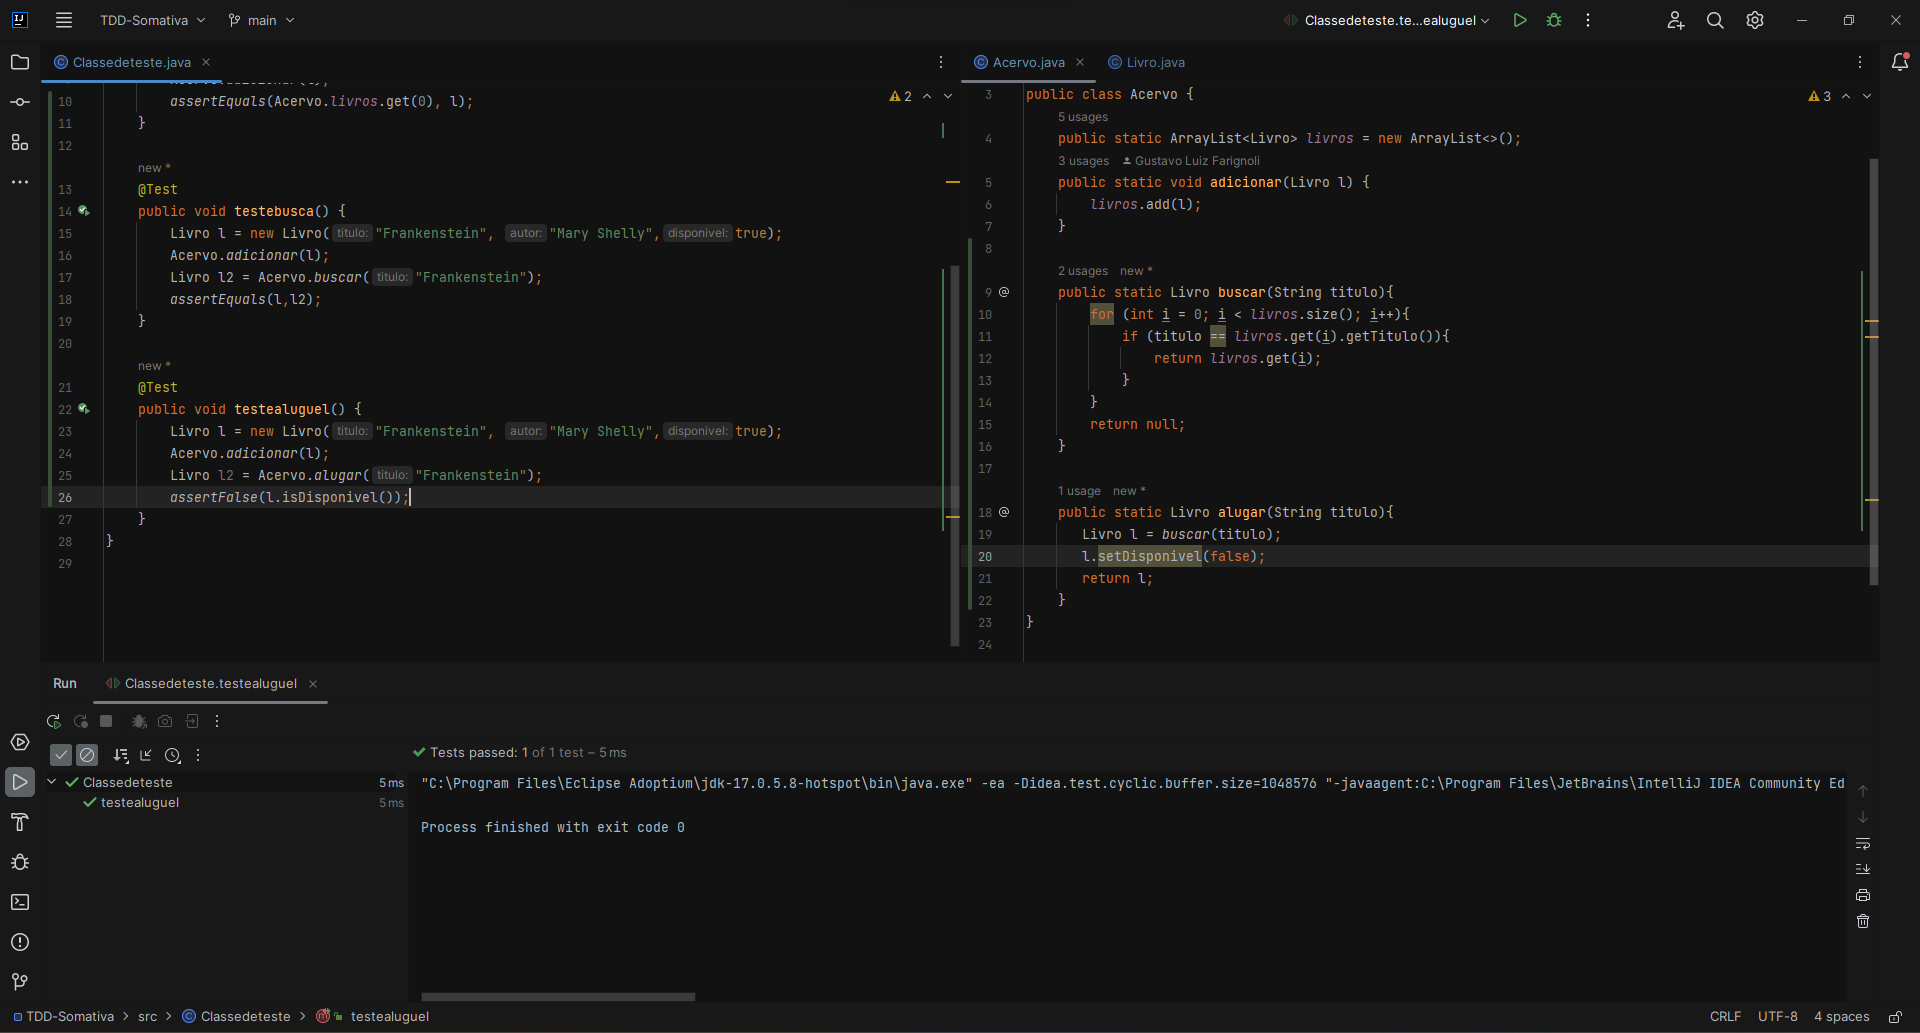 TDD-Somativa
main
Classedeteste.te...ealuguel
Classedeteste.java
10 assertEquals(Acervo.livros.get(0), l);
2
11 }
12
new *
13 @Test
14 public void testebusca() {
15 Livro l = new Livro( titulo: "Frankenstein", autor: "Mary Shelly", disponivel: true);
16 Acervo.adicionar(l);
17 Livro l2 = Acervo.buscar( titulo: "Frankenstein");
18 assertEquals(l,l2);
19 }
20
new *
21 @Test
22 public void testealuguel() {
23 Livro l = new Livro( titulo: "Frankenstein", autor: "Mary Shelly", disponivel: true);
24 Acervo.adicionar(l);
25 Livro l2 = Acervo.alugar( titulo: "Frankenstein");
26 assertFalse(l.isDisponivel());
27 }
28 }
29
Acervo.java
Livro.java
3 public class Acervo {
3
5 usages
4 public static ArrayList<Livro> livros = new ArrayList<>();
3 usages Gustavo Luiz Farignoli
5 public static void adicionar(Livro l) {
6 livros.add(l);
7 }
8
2 usages new *
9 @ public static Livro buscar(String titulo){
10 for (int i = 0; i < livros.size(); i++){
11 if (titulo == livros.get(i).getTitulo()){
12 return livros.get(i);
13 }
14 }
15 return null;
16 }
17
1 usage new *
18 @ public static Livro alugar(String titulo){
19 Livro l = buscar(titulo);
20 l.setDisponivel(false);
21 return l;
22 }
23 }
24
Run
Classedeteste.testealuguel
Tests passed: 1 of 1 test – 5 ms
Classedeteste 5 ms
testealuguel 5 ms
"C:\Program Files\Eclipse Adoptium\jdk-17.0.5.8-hotspot\bin\java.exe" -ea -Didea.test.cyclic.buffer.size=1048576 "-javaagent:C:\Program Files\JetBrains\IntelliJ IDEA Community Ed
Process finished with exit code 0
TDD-Somativa > src > Classedeteste > testealuguel
CRLF
UTF-8
4 spaces